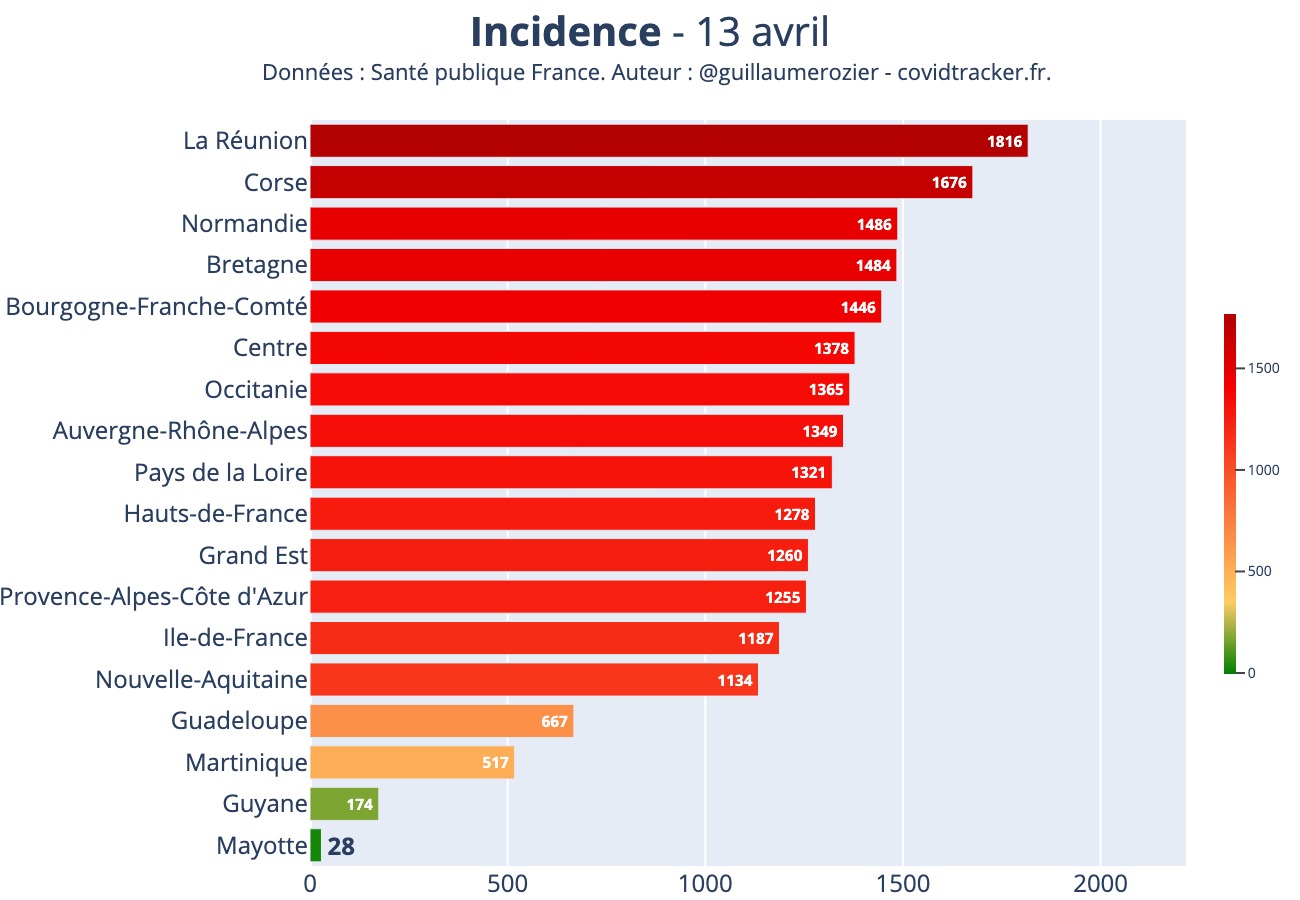 Incidence - 13 avril
Données : Santé publique France. Auteur : @guillaumerozier - covidtracker.fr.
La Réunion 1816
Corse 1676
Normandie 1486
Bretagne 1484
Bourgogne-Franche-Comté 1446
Centre 1378
Occitanie 1365
Auvergne-Rhône-Alpes 1349
Pays de la Loire 1321
Hauts-de-France 1278
Grand Est 1260
Provence-Alpes-Côte d'Azur 1255
Ile-de-France 1187
Nouvelle-Aquitaine 1134
Guadeloupe 667
Martinique 517
Guyane 174
Mayotte 28
0 500 1000 1500 2000
1500
1000
500
0